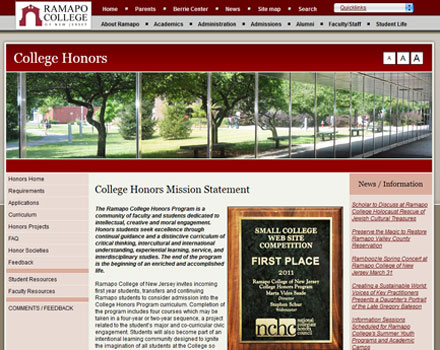 RAMAPO
COLLEGE
OF NEW JERSEY
Home Parents Berrie Center News Site map Search Quicklinks
About Ramapo Academics Administration Admissions Alumni Faculty/Staff Student Life
College Honors
A A A
Honors Home
Requirements
Applications
Curriculum
Honors Projects
FAQ
Honor Societies
Feedback
Student Resources
Faculty Resources
COMMENTS / FEEDBACK
College Honors Mission Statement
The Ramapo College Honors Program is a
community of faculty and students dedicated to
intellectual, creative and moral engagement.
Honors students seek excellence through
continual guidance and a distinctive curriculum of
critical thinking, intercultural and international
understanding, experiential learning, service, and
interdisciplinary studies. The end of the program
is the beginning of an enriched and accomplished
life.
Ramapo College of New Jersey invites incoming
first year students, transfers and continuing
Ramapo students to consider admission into the
College Honors Program curriculum. Completion of
the program includes four courses which may be
taken in a four-year or two-year sequence, a project
related to the student's major and co-curricular civic
engagement. Students will also become part of an
intentional learning community designed to ignite
the imagination of all students at the College so
SMALL COLLEGE
WEB SITE
COMPETITION
FIRST PLACE
2011
Ramapo College of New Jersey
College Honors Program
Martha Vides Saade
Director
Stephen Schur
Webmaster
nchc national
collegiate honors
council
News / Information
Scholar to Discuss at Ramapo
College Holocaust Rescue of
Jewish Cultural Treasures
Preserve the Magic to Restore
Ramapo Valley County
Reservation
Ramboocle Spring Concert at
Ramapo College of New
Jersey March 31
Creating a Sustainable World:
Voices of Key Practitioners
Presents a Daughter's Portrait
of the Late Gregory Bateson
Information Sessions
Scheduled for Ramapo
College's Summer Youth
Programs and Academic
Camps